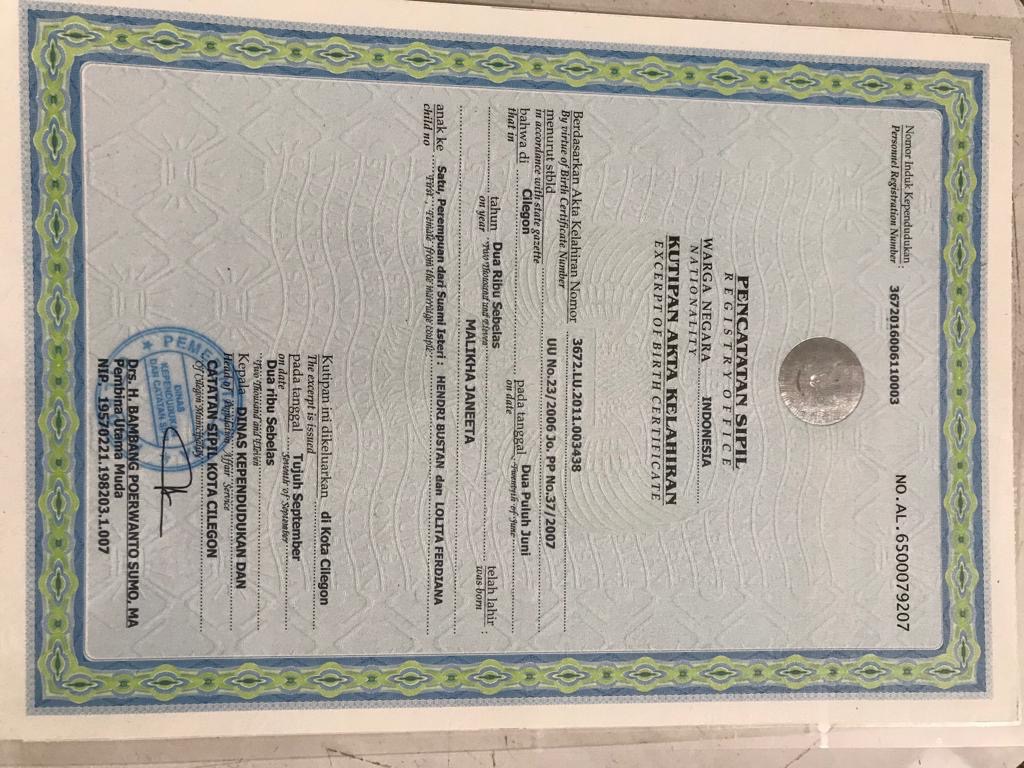 Nomor Induk Kependudukan : 3672016006110003 NO.AL.6500079207
Personnel Registration Number
PENCATATAN SIPIL
REGISTRY OFFICE
WARGA NEGARA INDONESIA
NATIONALITY
KUTIPAN AKTA KELAHIRAN
EXCERPT OF BIRTH CERTIFICATE
Berdasarkan Akta Kelahiran Nomor 3672.LU.2011.003438
By virtue of Birth Certificate Number
menurut stbld UU No.23/2006 Jo. PP No.37/2007
in accordance with state gazette
bahwa di Cilegon pada tanggal Dua Puluh Juni
that in on date Twentyth of June
tahun Dua Ribu Sebelas telah lahir :
on year Two Thousand and Eleven was born
MALIKHA JANEETA
anak ke Satu, Perempuan dari Suami Isteri : HENDRI BUSTAN dan LOLITA FERDIANA
child no First, Female from the marriage couple
Kutipan ini dikeluarkan di Kota Cilegon
The excerpt is issued
pada tanggal Tujuh September
on date Seventh of September
Dua ribu Sebelas
Two Thousand and Eleven
Kepala DINAS KEPENDUDUKAN DAN
Head of Population, Affair Service
CATATAN SIPIL KOTA CILEGON
Of Cilegon Municipality
DINAS
KEPENDUDUKAN
DAN CATATAN SIPIL
Drs. H. BAMBANG POERWANTO SUMO, MA
Pembina Utama Muda
NIP. 19570221.198203.1.007